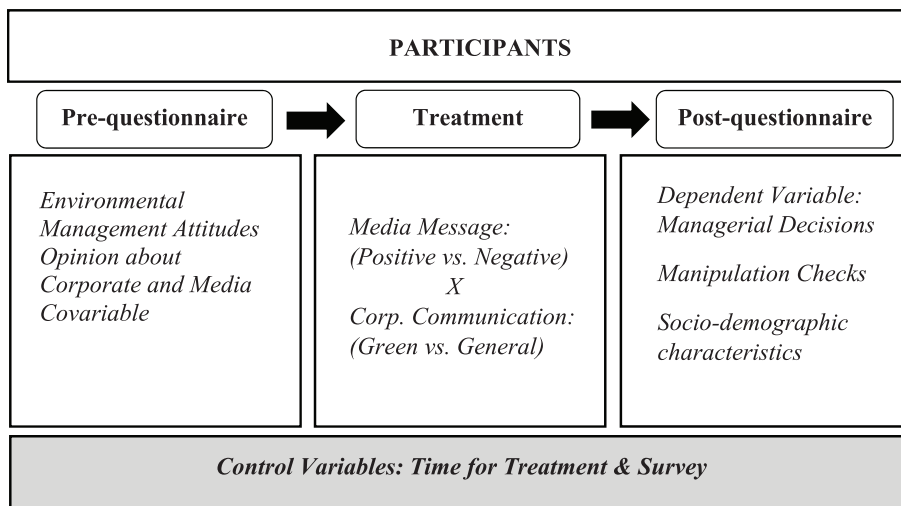 PARTICIPANTS
Pre-questionnaire
Environmental
Management Attitudes
Opinion about
Corporate and Media
Covariable
Treatment
Media Message:
(Positive vs. Negative)
X
Corp. Communication:
(Green vs. General)
Post-questionnaire
Dependent Variable:
Managerial Decisions
Manipulation Checks
Socio-demographic
characteristics
Control Variables: Time for Treatment & Survey